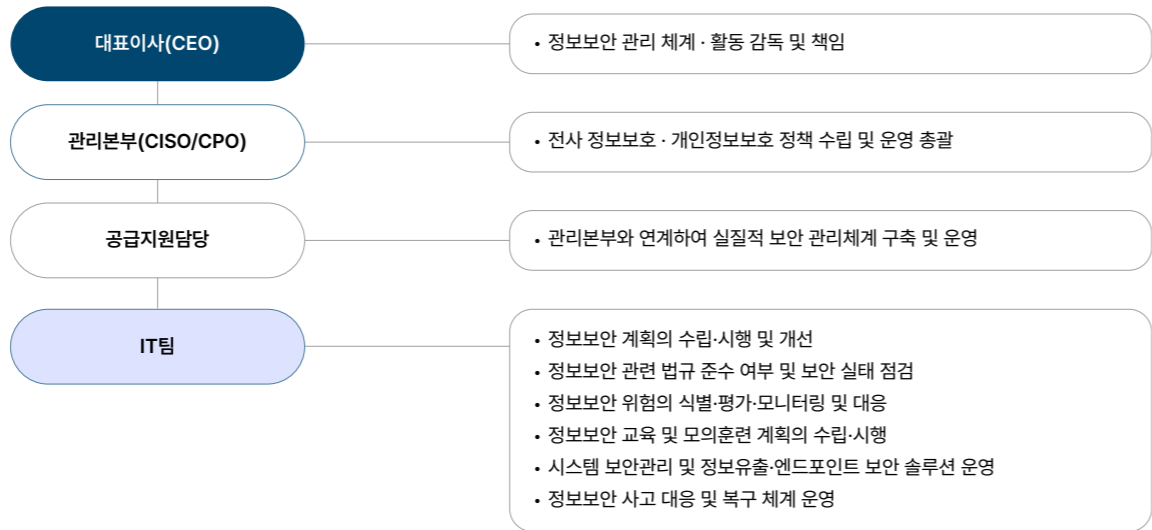 대표이사(CEO)
• 정보보안 관리 체계 · 활동 감독 및 책임
관리본부(CISO/CPO)
• 전사 정보보호 · 개인정보보호 정책 수립 및 운영 총괄
공급지원담당
• 관리본부와 연계하여 실질적 보안 관리체계 구축 및 운영
IT팀
• 정보보안 계획의 수립·시행 및 개선
• 정보보안 관련 법규 준수 여부 및 보안 실태 점검
• 정보보안 위험의 식별·평가·모니터링 및 대응
• 정보보안 교육 및 모의훈련 계획의 수립·시행
• 시스템 보안관리 및 정보유출·엔드포인트 보안 솔루션 운영
• 정보보안 사고 대응 및 복구 체계 운영